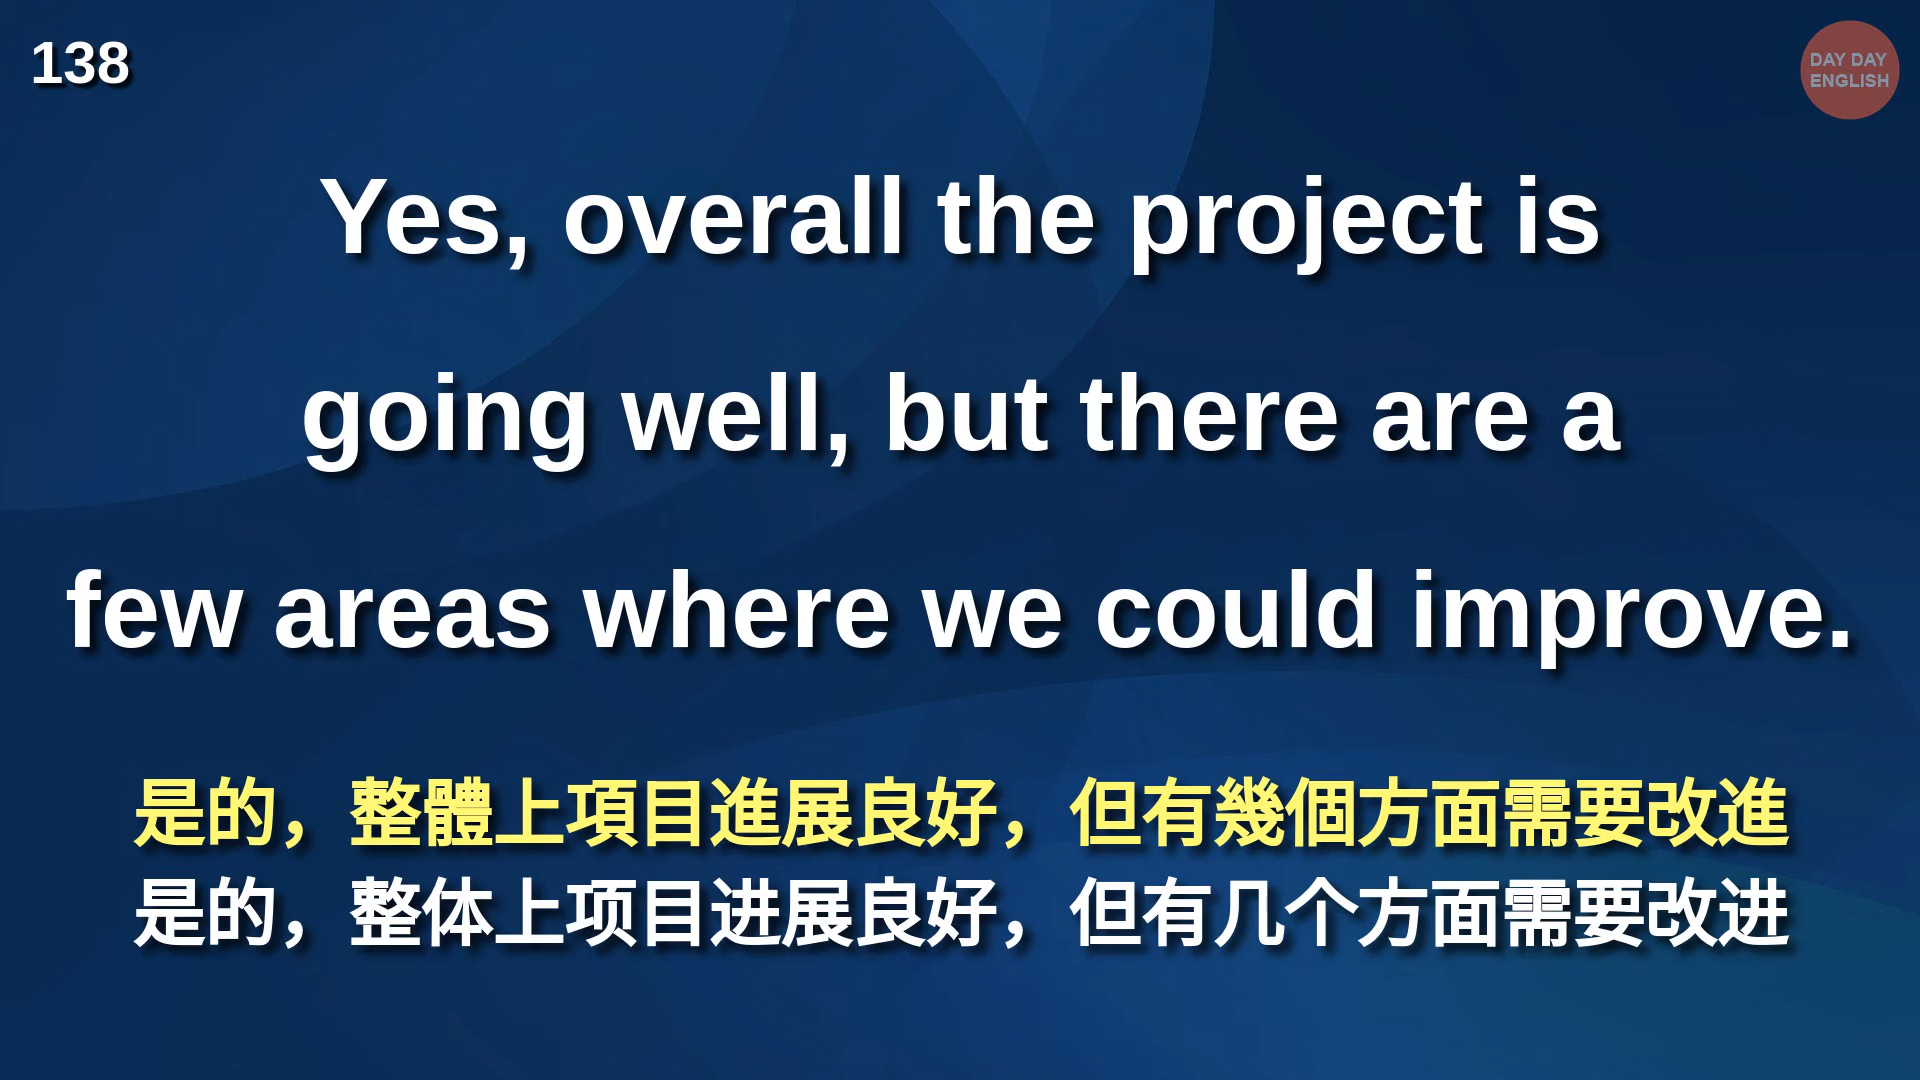 138
DAY DAY
ENGLISH
Yes, overall the project is
going well, but there are a
few areas where we could improve.
是的，整體上項目進展良好，但有幾個方面需要改進
是的，整体上项目进展良好，但有几个方面需要改进